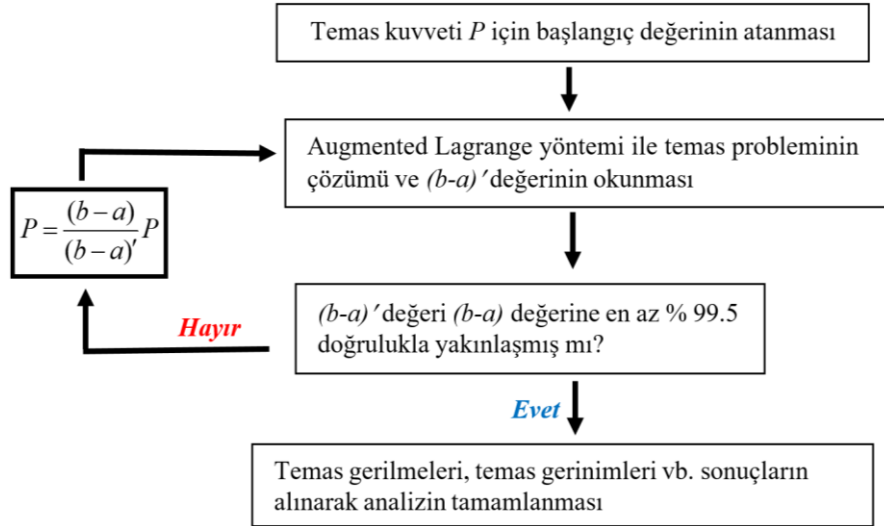 Temas kuvveti P için başlangıç değerinin atanması
Augmented Lagrange yöntemi ile temas probleminin
çözümü ve (b-a)′ değerinin okunması
P = (b − a) / (b − a)′ P
(b-a)′ değeri (b-a) değerine en az % 99.5
doğrulukla yakınlaşmış mı?
Hayır
Evet
Temas gerilmeleri, temas gerinimleri vb. sonuçların
alınarak analizin tamamlanması